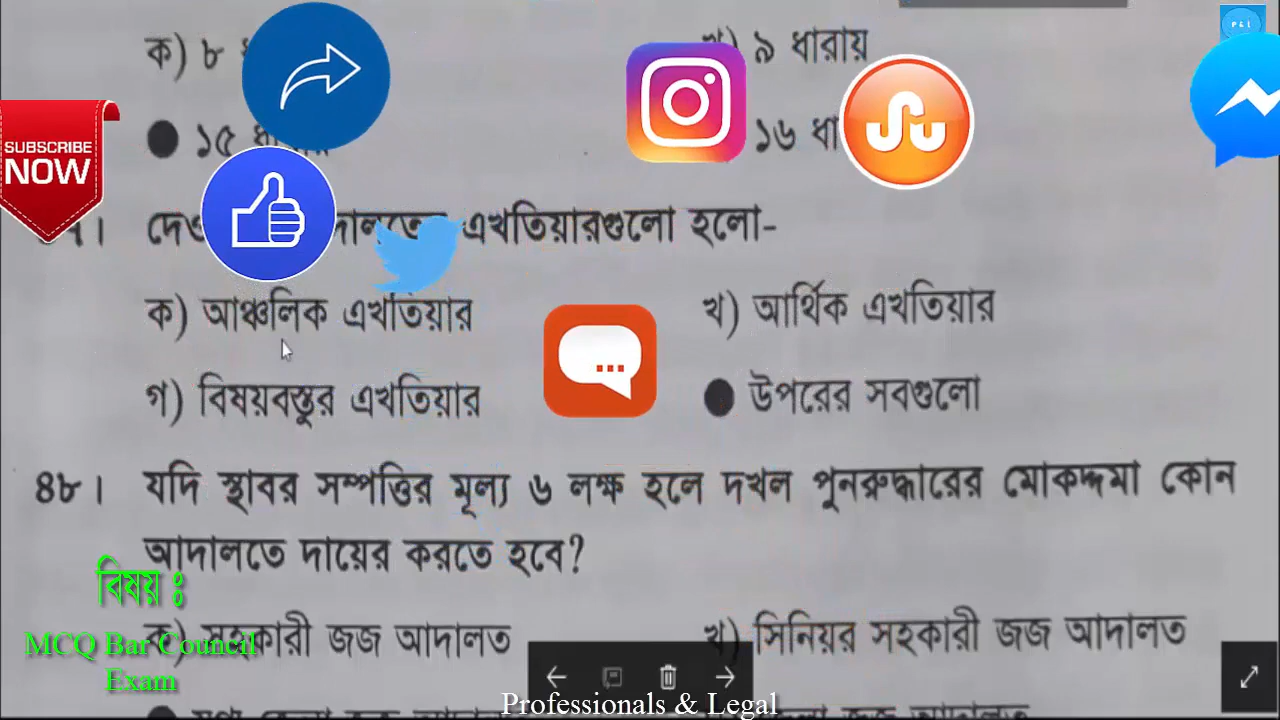 ক) ৮
৯ ধারায়
P & L
SUBSCRIBE
NOW
১৫
১৬
এখতিয়ারগুলো হলো-
ক) আঞ্চলিক এখতিয়ার
খ) আর্থিক এখতিয়ার
গ) বিষয়বস্তুর এখতিয়ার
উপরের সবগুলো
৪৮। যদি স্থাবর সম্পত্তির মূল্য ৬ লক্ষ হলে দখল পুনরুদ্ধারের মোকদ্দমা কোন
আদালতে দায়ের করতে হবে?
বিষয় ঃ
ক) সহকারী জজ আদালত
খ) সিনিয়র সহকারী জজ আদালত
MCQ Bar Council
Exam
Professionals & Legal